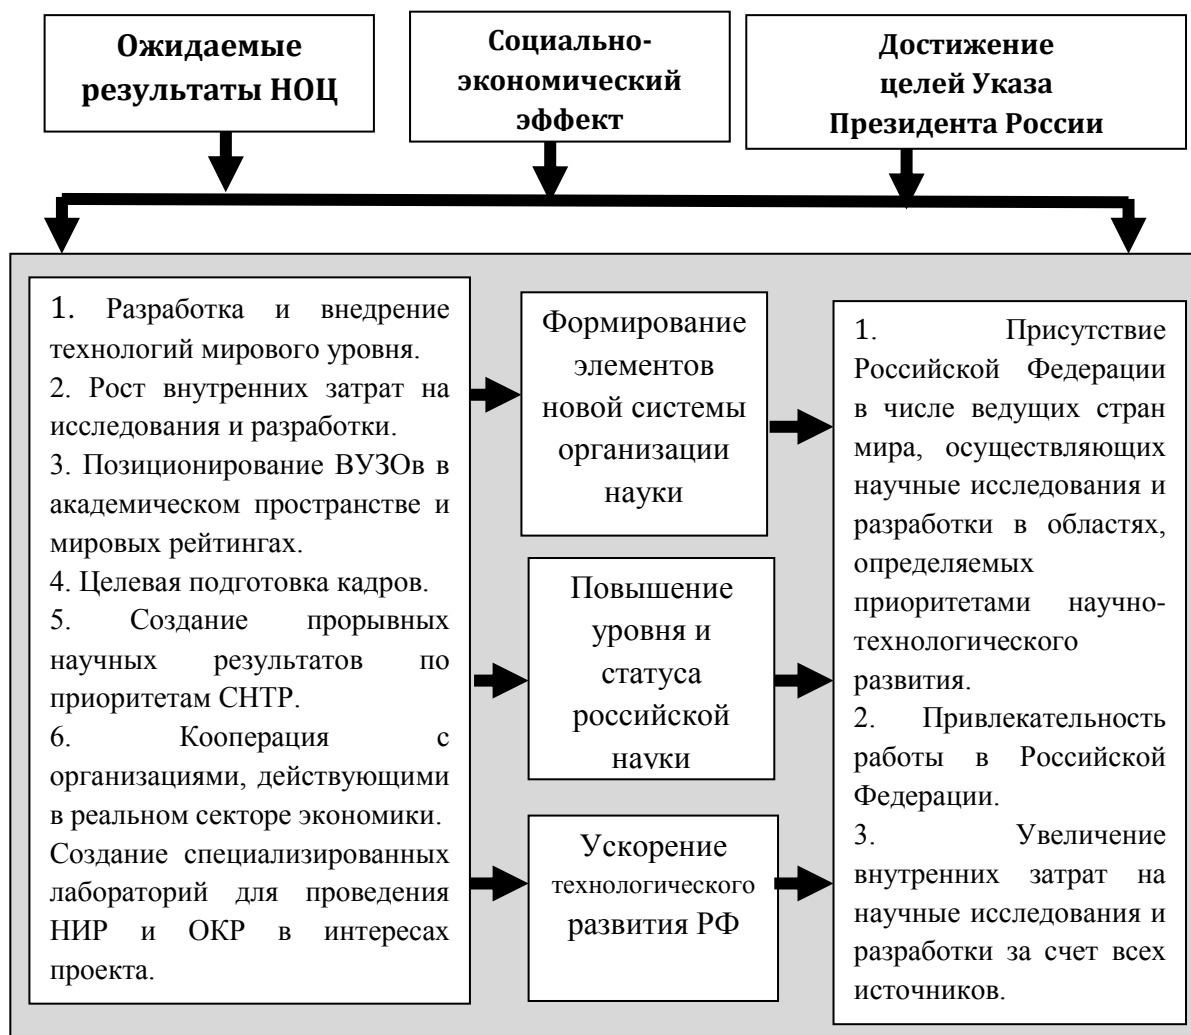 Ожидаемые
результаты НОЦ
Социально-
экономический
эффект
Достижение
целей Указа
Президента России
1. Разработка и внедрение
технологий мирового уровня.
2. Рост внутренних затрат на
исследования и разработки.
3. Позиционирование ВУЗОв в
академическом пространстве и
мировых рейтингах.
4. Целевая подготовка кадров.
5. Создание прорывных
научных результатов по
приоритетам СНТР.
6. Кооперация с
организациями, действующими
в реальном секторе экономики.
Создание специализированных
лабораторий для проведения
НИР и ОКР в интересах
проекта.
Формирование
элементов
новой системы
организации
науки
Повышение
уровня и
статуса
российской
науки
Ускорение
технологического
развития РФ
1. Присутствие
Российской Федерации
в числе ведущих стран
мира, осуществляющих
научные исследования и
разработки в областях,
определяемых
приоритетами научно-
технологического
развития.
2. Привлекательность
работы в Российской
Федерации.
3. Увеличение
внутренних затрат на
научные исследования и
разработки за счет всех
источников.